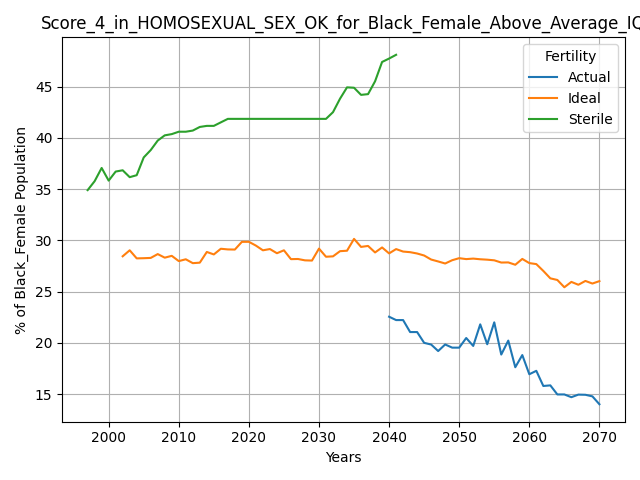 Score_4_in_HOMOSEXUAL_SEX_OK_for_Black_Female_Above_Average_IQ
Fertility
Actual
Ideal
Sterile
% of Black_Female Population
45
40
35
30
25
20
15
2000 2010 2020 2030 2040 2050 2060 2070
Years